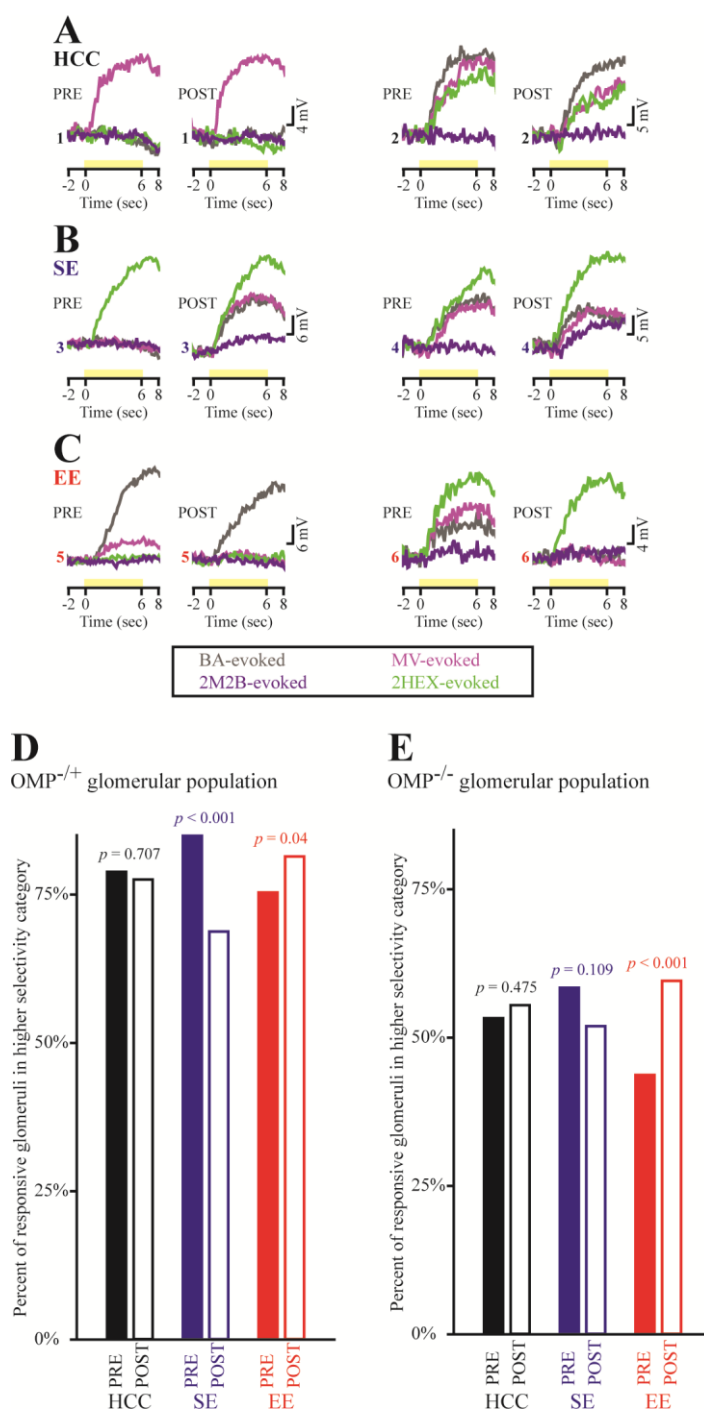 A
HCC
PRE
POST
PRE
POST
1
1
4 mV
2
2
5 mV
-2 0 6 8
-2 0 6 8
-2 0 6 8
-2 0 6 8
Time (sec)
Time (sec)
Time (sec)
Time (sec)
B
SE
PRE
POST
PRE
POST
3
3
6 mV
4
4
5 mV
-2 0 6 8
-2 0 6 8
-2 0 6 8
-2 0 6 8
Time (sec)
Time (sec)
Time (sec)
Time (sec)
C
EE
PRE
POST
PRE
POST
5
5
6 mV
6
6
4 mV
-2 0 6 8
-2 0 6 8
-2 0 6 8
-2 0 6 8
Time (sec)
Time (sec)
Time (sec)
Time (sec)
BA-evoked MV-evoked
2M2B-evoked 2HEX-evoked
D
OMP-/+ glomerular population
Percent of responsive glomeruli in higher selectivity category
75%
50%
25%
0%
p = 0.707
p < 0.001
p = 0.04
PRE POST PRE POST PRE POST
HCC SE EE
E
OMP-/- glomerular population
Percent of responsive glomeruli in higher selectivity category
75%
50%
25%
0%
p = 0.475
p = 0.109
p < 0.001
PRE POST PRE POST PRE POST
HCC SE EE